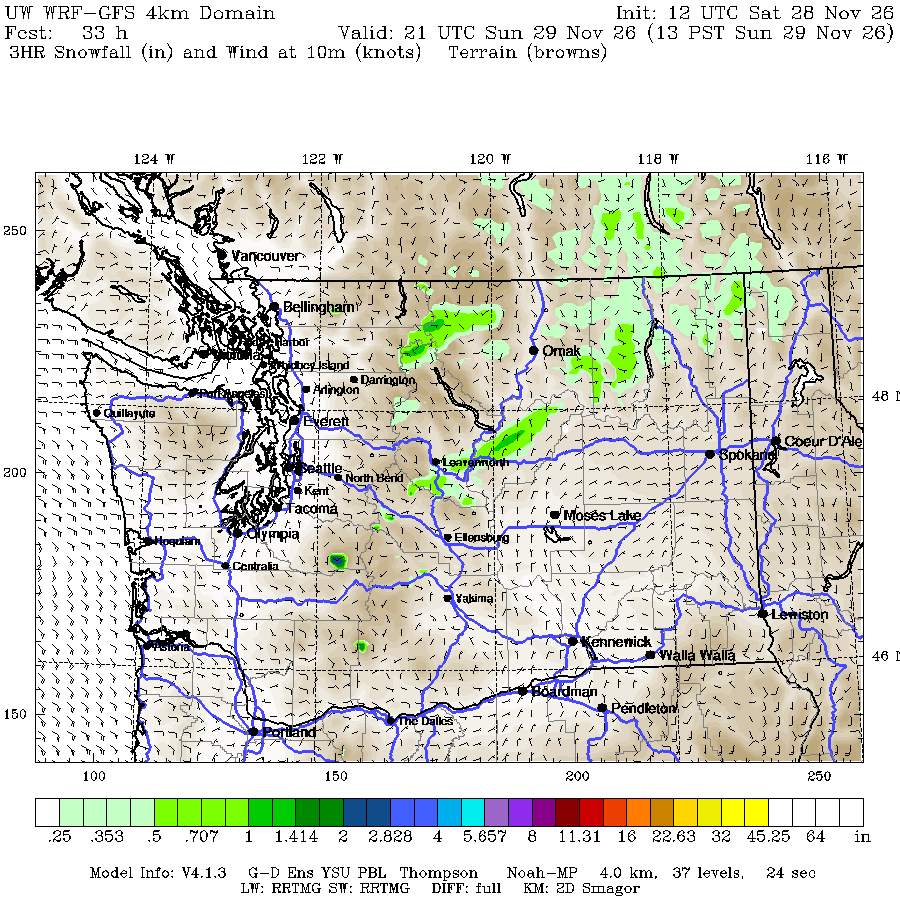 UW WRF-GFS 4km Domain Init: 12 UTC Sat 28 Nov 26
Fcst: 33 h Valid: 21 UTC Sun 29 Nov 26 (13 PST Sun 29 Nov 26)
3HR Snowfall (in) and Wind at 10m (knots) Terrain (browns)
124 W 122 W 120 W 118 W 116 W
250
Vancouver
Bellingham
Harbor
Omak
Whidbey Island
Darrington
Arlington
Port Angeles
48 N
Quillayute
Everett
Coeur D'Ale
Spokane
Leavenworth
200
Seattle
North Bend
Kent
Tacoma
Moses Lake
Olympia
Ellensburg
Hoquiam
Centralia
Yakima
Lewiston
Kennewick
Astoria
Walla Walla
46 N
Boardman
Pendleton
150
The Dalles
Portland
100 150 200 250
.25 .353 .5 .707 1 1.414 2 2.828 4 5.657 8 11.31 16 22.63 32 45.25 64 in
Model Info: V4.1.3 G-D Ens YSU PBL Thompson Noah-MP 4.0 km, 37 levels, 24 sec
LW: RRTMG SW: RRTMG DIFF: full KM: 2D Smagor